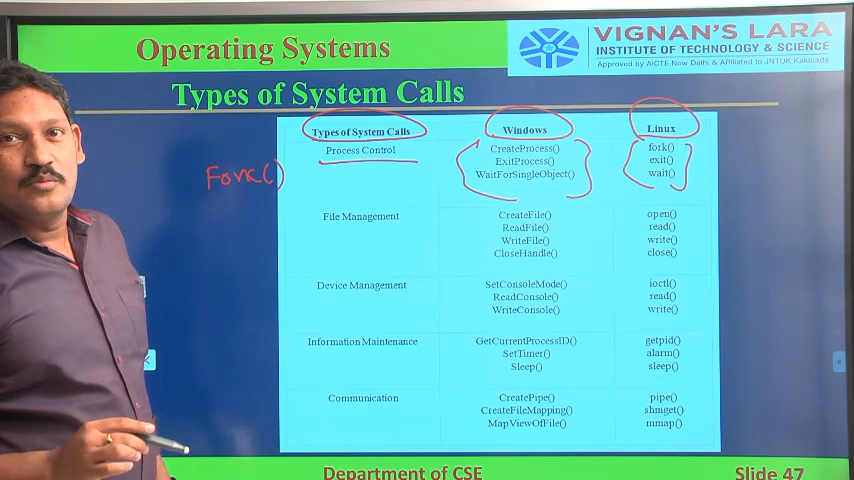 Operating Systems
VIGNAN'S LARA
INSTITUTE OF TECHNOLOGY & SCIENCE
Approved by AICTE New Delhi & Affiliated to JNTUK Kakinada
Types of System Calls
Types of System Calls Windows Linux
Process Control CreateProcess() fork()
ExitProcess() exit()
WaitForSingleObject() wait()
Fork()
File Management CreateFile() open()
ReadFile() read()
WriteFile() write()
CloseHandle() close()
Device Management SetConsoleMode() ioctl()
ReadConsole() read()
WriteConsole() write()
Information Maintenance GetCurrentProcessID() getpid()
SetTimer() alarm()
Sleep() sleep()
Communication CreatePipe() pipe()
CreateFileMapping() shmget()
MapViewOfFile() mmap()
Department of CSE Slide 47